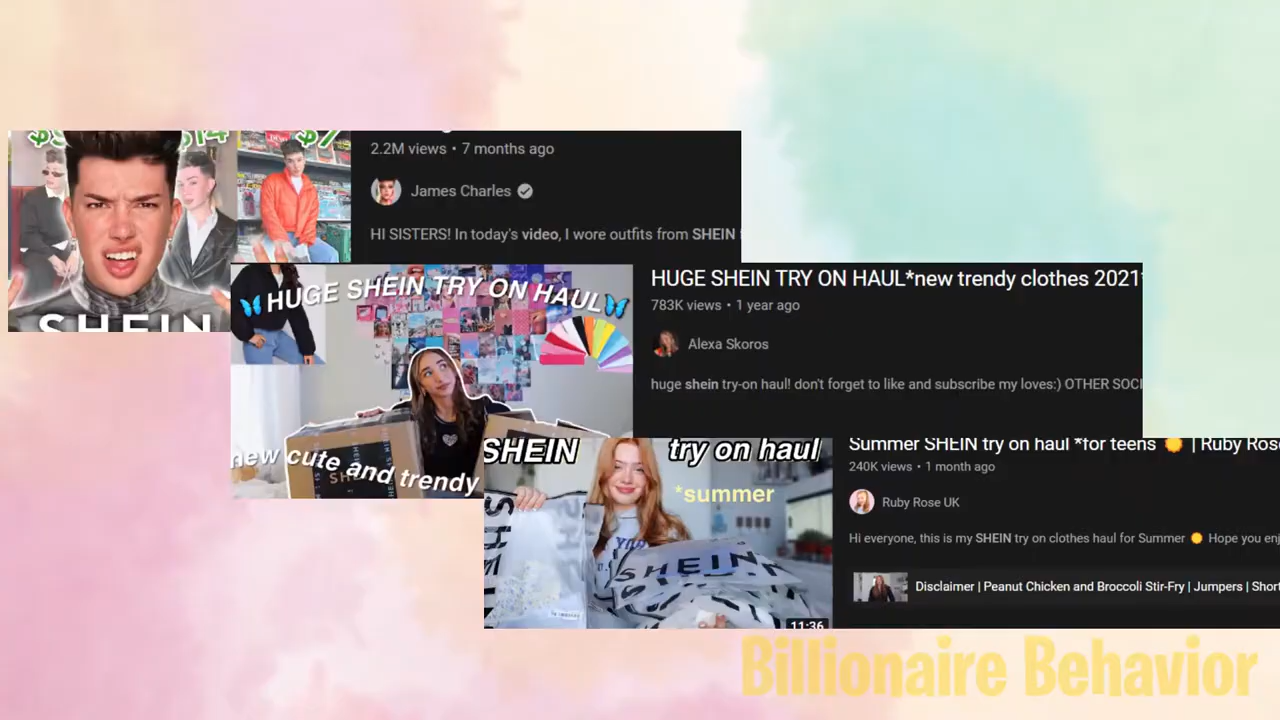 $14
$7
2.2M views • 7 months ago
James Charles
HI SISTERS! In today's video, I wore outfits from SHEIN
SHEIN
HUGE SHEIN TRY ON HAUL
new cute and trendy
HUGE SHEIN TRY ON HAUL*new trendy clothes 2021
783K views • 1 year ago
Alexa Skoros
huge shein try-on haul! don't forget to like and subscribe my loves:) OTHER SOCI
SHEIN try on haul
*summer
SHEIN
11:36
Summer SHEIN try on haul *for teens ☀️ | Ruby Rose
240K views • 1 month ago
Ruby Rose UK
Hi everyone, this is my SHEIN try on clothes haul for Summer ☀️ Hope you enj
Disclaimer | Peanut Chicken and Broccoli Stir-Fry | Jumpers | Short
Billionaire Behavior